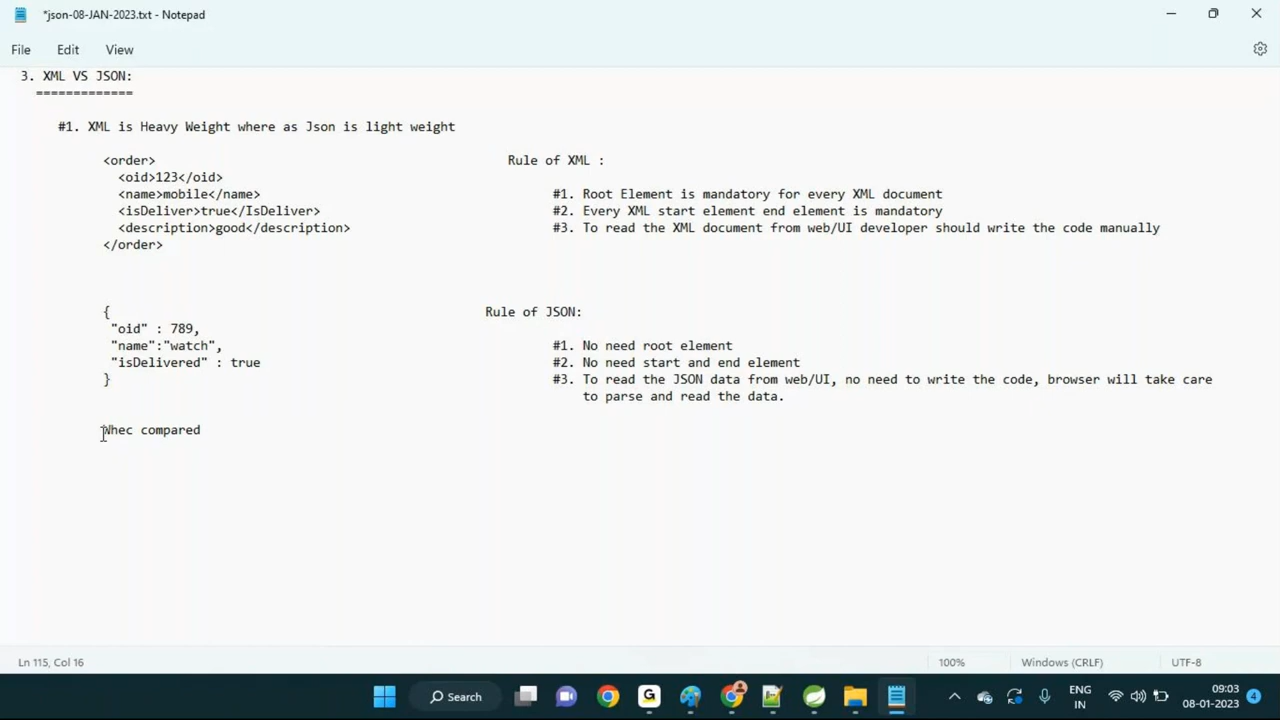 *json-08-JAN-2023.txt - Notepad
File Edit View
3. XML VS JSON:
=============
#1. XML is Heavy Weight where as Json is light weight
<order>
<oid>123</oid>
<name>mobile</name>
<isDeliver>true</IsDeliver>
<description>good</description>
</order>
Rule of XML :
#1. Root Element is mandatory for every XML document
#2. Every XML start element end element is mandatory
#3. To read the XML document from web/UI developer should write the code manually
{
"oid" : 789,
"name":"watch",
"isDelivered" : true
}
Rule of JSON:
#1. No need root element
#2. No need start and end element
#3. To read the JSON data from web/UI, no need to write the code, browser will take care
to parse and read the data.
Whec compared
Ln 115, Col 16
100%
Windows (CRLF)
UTF-8
Search
G
ENG
IN
09:03
08-01-2023
4